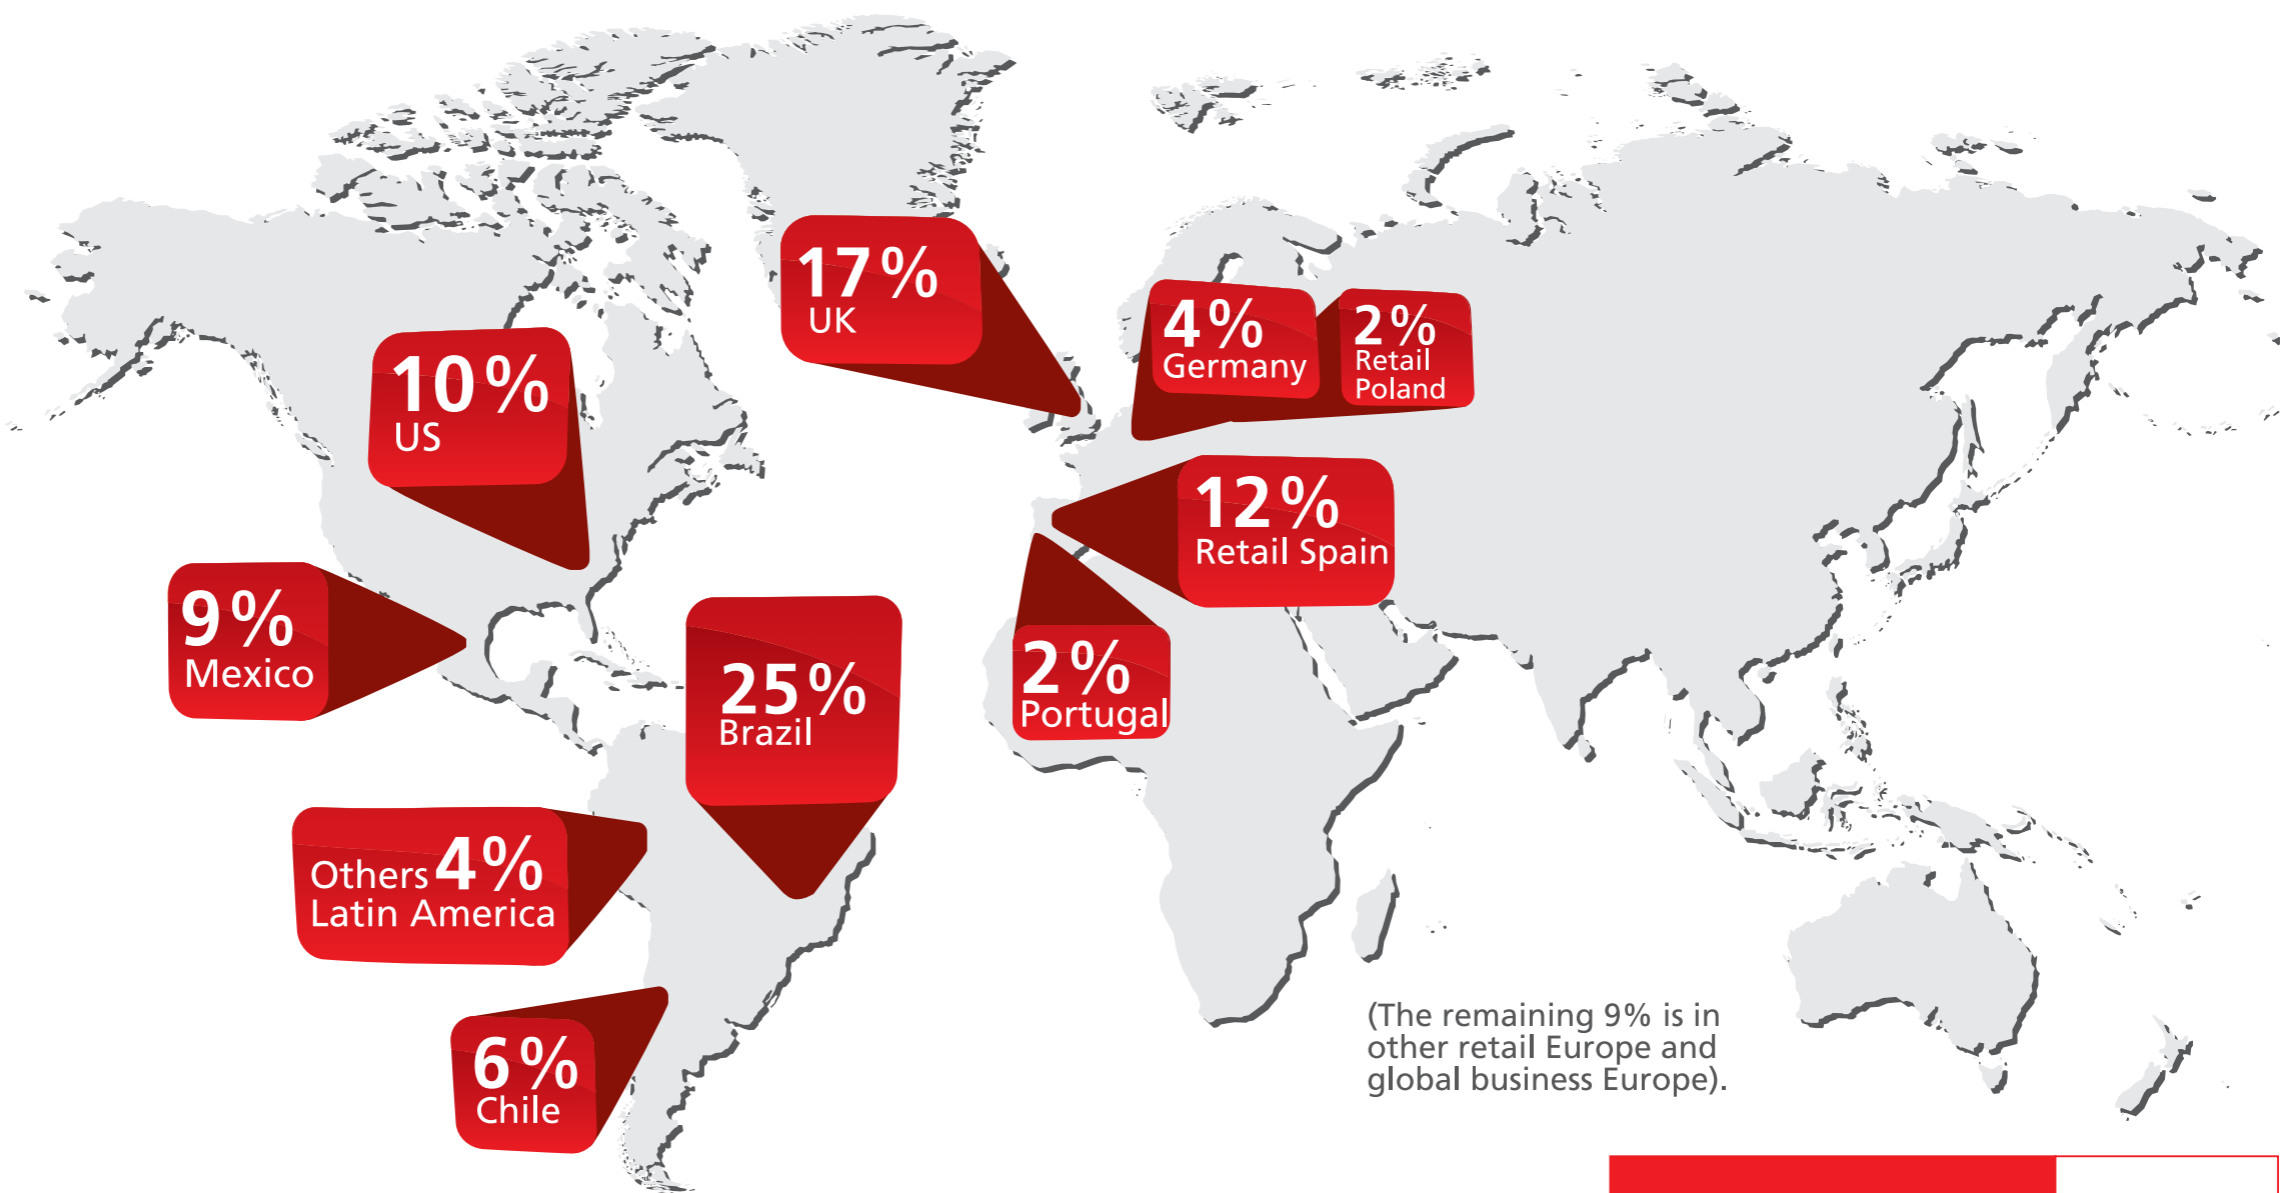 17%
UK
4%
Germany
2%
Retail
Poland
10%
US
12%
Retail Spain
9%
Mexico
25%
Brazil
2%
Portugal
Others 4%
Latin America
6%
Chile
(The remaining 9% is in
other retail Europe and
global business Europe).